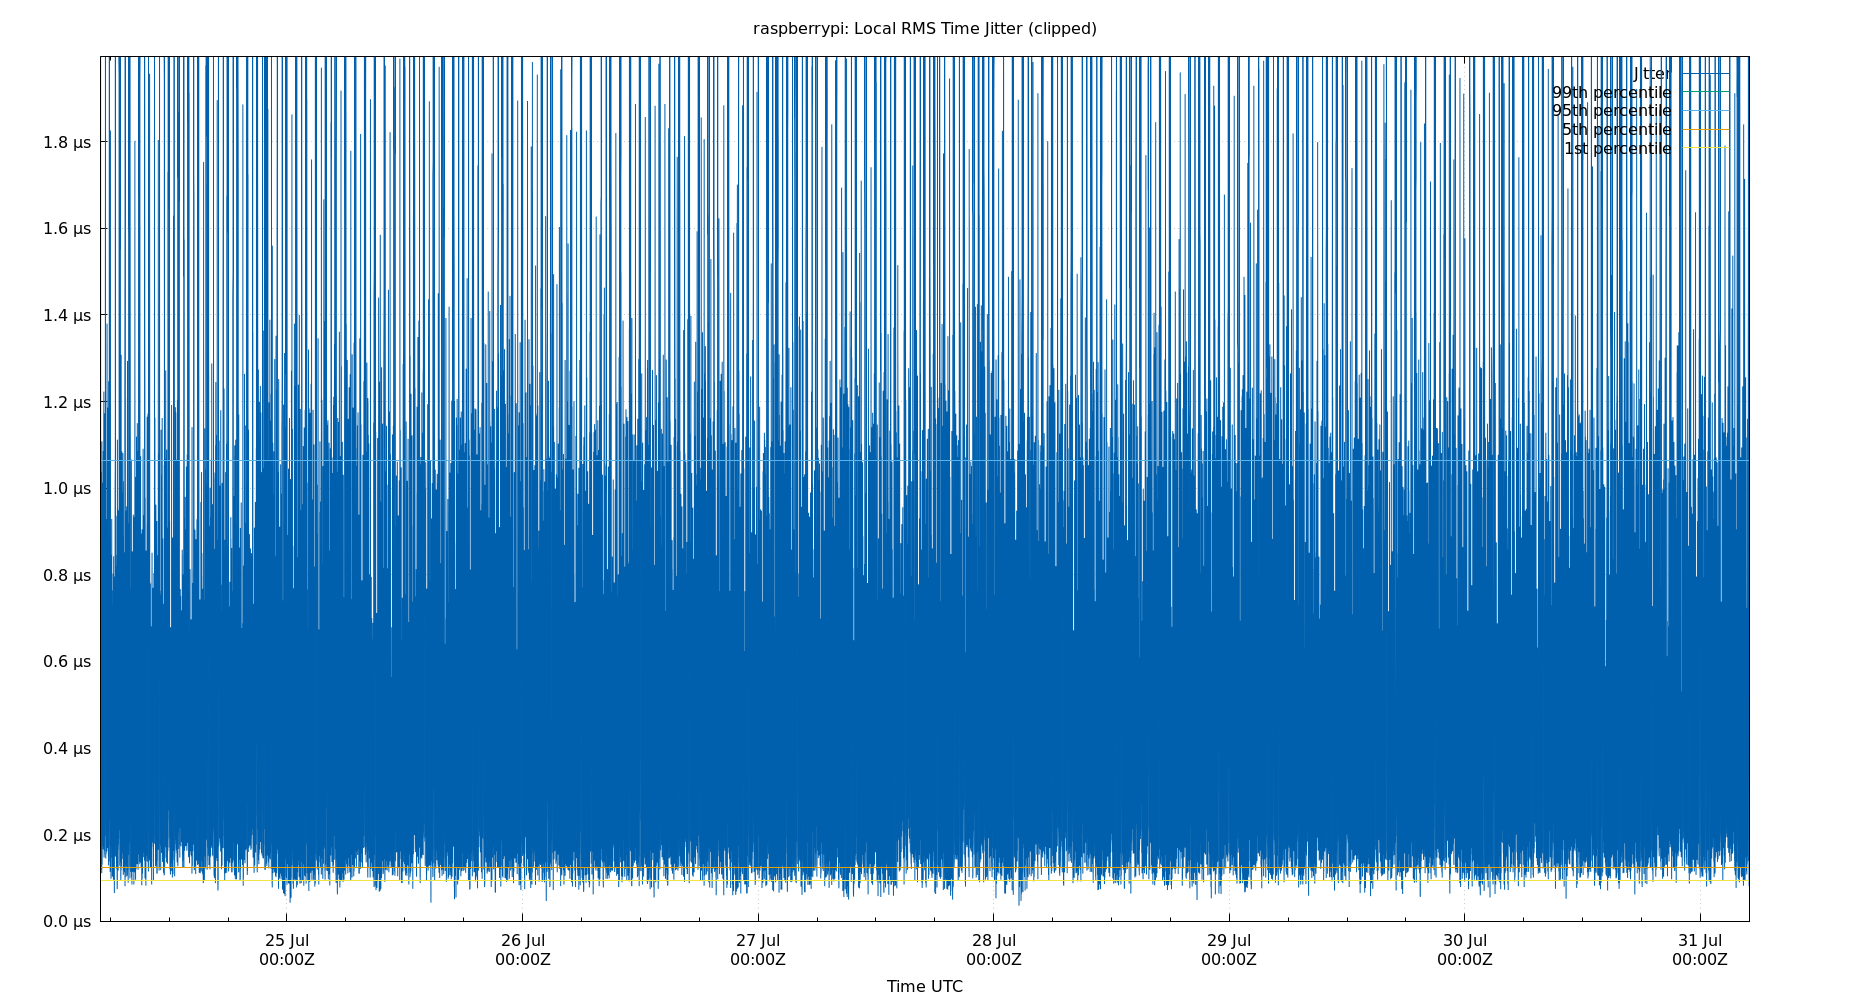 raspberrypi: Local RMS Time Jitter (clipped)
Jitter
99th percentile
95th percentile
5th percentile
1st percentile
1.8 μs
1.6 μs
1.4 μs
1.2 μs
1.0 μs
0.8 μs
0.6 μs
0.4 μs
0.2 μs
0.0 μs
25 Jul 26 Jul 27 Jul 28 Jul 29 Jul 30 Jul 31 Jul
00:00Z 00:00Z 00:00Z 00:00Z 00:00Z 00:00Z 00:00Z
Time UTC